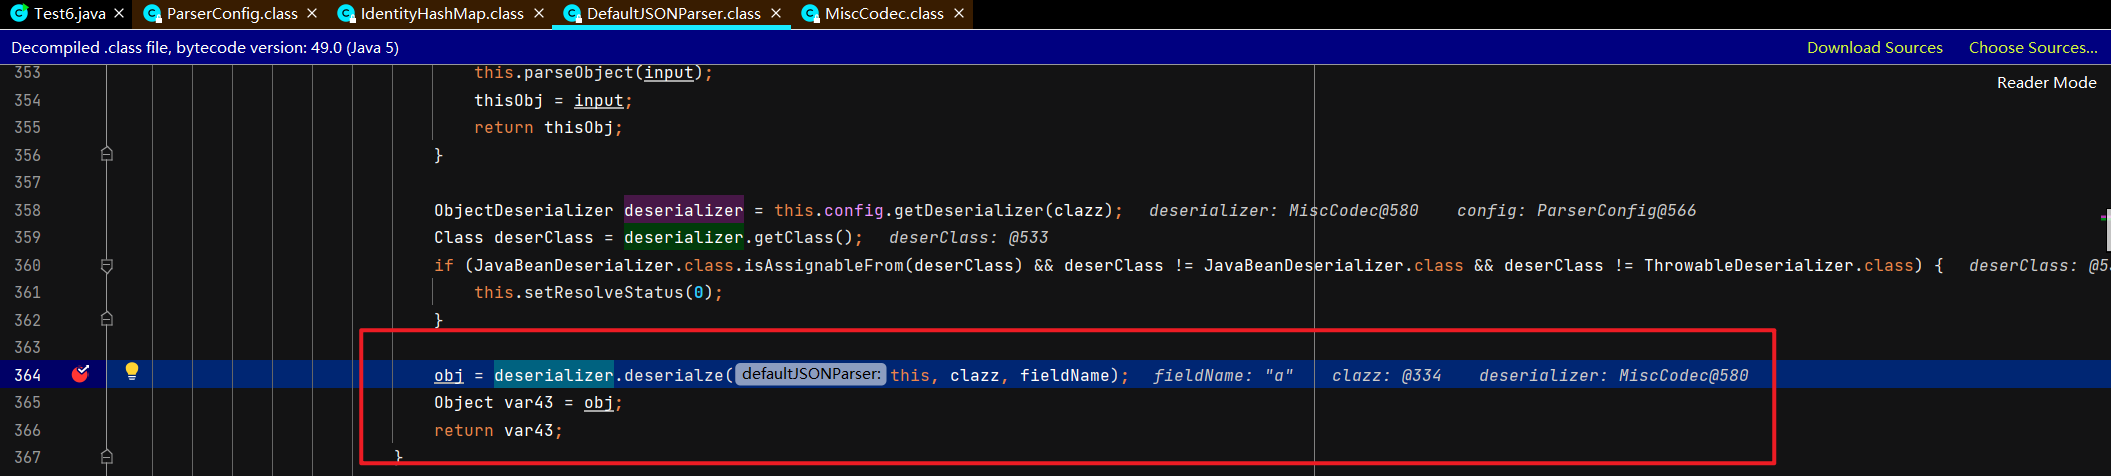 Test6.java ParserConfig.class IdentityHashMap.class DefaultJSONParser.class MiscCodec.class
Decompiled .class file, bytecode version: 49.0 (Java 5) Download Sources Choose Sources...
Reader Mode
353 this.parseObject(input);
354 thisObj = input;
355 return thisObj;
356 }
357
358 ObjectDeserializer deserializer = this.config.getDeserializer(clazz); deserializer: MiscCodec@580 config: ParserConfig@566
359 Class deserClass = deserializer.getClass(); deserClass: @533
360 if (JavaBeanDeserializer.class.isAssignableFrom(deserClass) && deserClass != JavaBeanDeserializer.class && deserClass != ThrowableDeserializer.class) { deserClass:
361 this.setResolveStatus(0);
362 }
363
364 obj = deserializer.deserialze( defaultJSONParser: this, clazz, fieldName); fieldName: "a" clazz: @334 deserializer: MiscCodec@580
365 Object var43 = obj;
366 return var43;
367 }